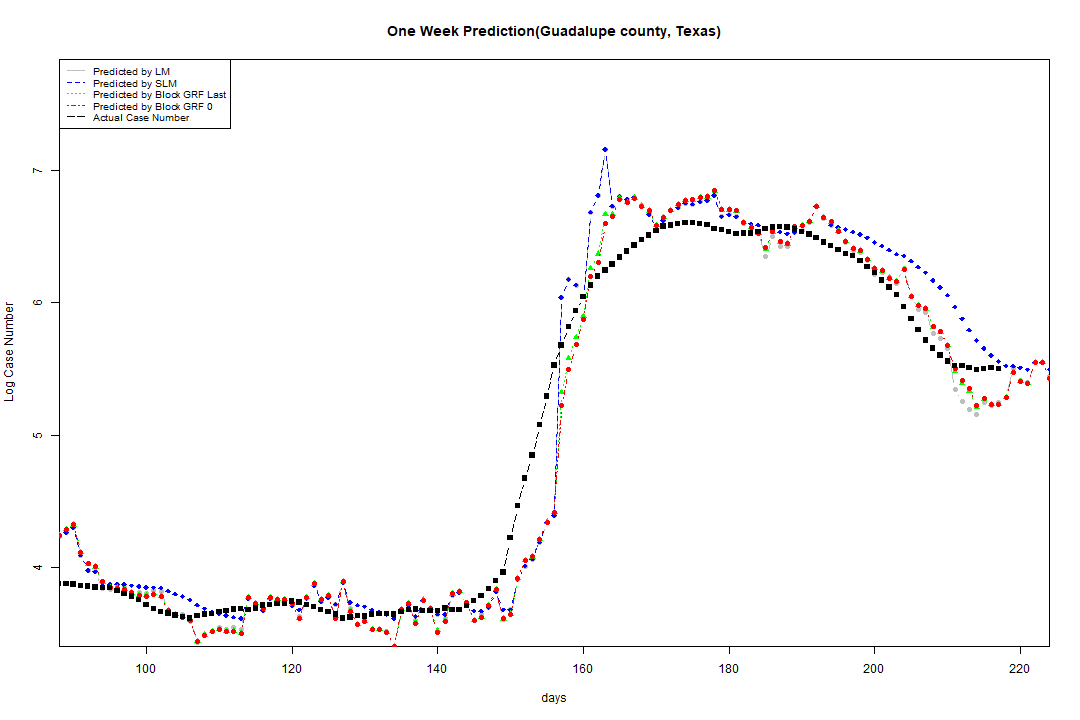 One Week Prediction(Guadalupe county, Texas)
Predicted by LM
Predicted by SLM
Predicted by Block GRF Last
Predicted by Block GRF 0
Actual Case Number
7
6
5
4
Log Case Number
100 120 140 160 180 200 220
days